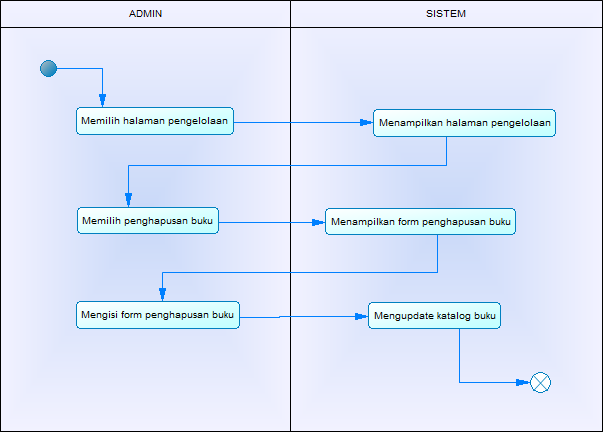 ADMIN
SISTEM
Memilih halaman pengelolaan
Menampilkan halaman pengelolaan
Memilih penghapusan buku
Menampilkan form penghapusan buku
Mengisi form penghapusan buku
Mengupdate katalog buku